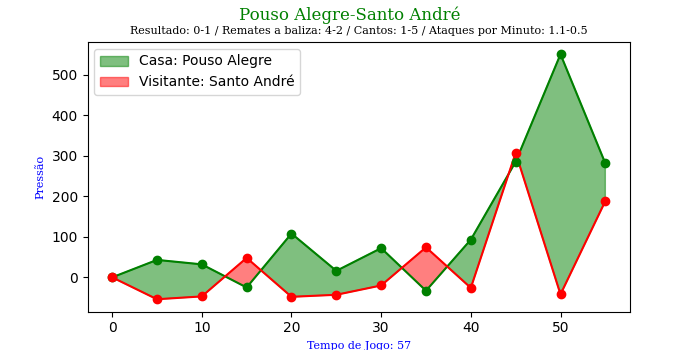 Pouso Alegre-Santo André
Resultado: 0-1 / Remates a baliza: 4-2 / Cantos: 1-5 / Ataques por Minuto: 1.1-0.5
Casa: Pouso Alegre
Visitante: Santo André
Pressão
500
400
300
200
100
0
0 10 20 30 40 50
Tempo de Jogo: 57